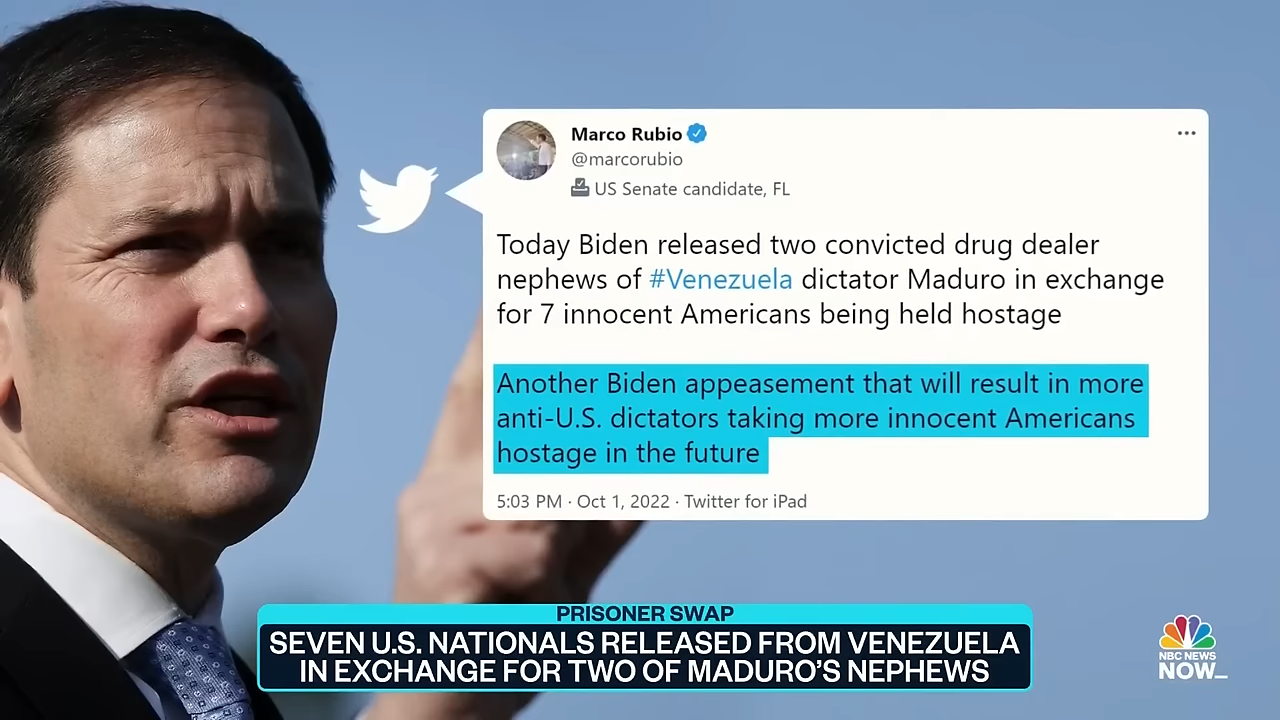 Marco Rubio
@marcorubio
US Senate candidate, FL
Today Biden released two convicted drug dealer
nephews of #Venezuela dictator Maduro in exchange
for 7 innocent Americans being held hostage
Another Biden appeasement that will result in more
anti-U.S. dictators taking more innocent Americans
hostage in the future
5:03 PM · Oct 1, 2022 · Twitter for iPad
PRISONER SWAP
SEVEN U.S. NATIONALS RELEASED FROM VENEZUELA
IN EXCHANGE FOR TWO OF MADURO'S NEPHEWS
NBC NEWS
NOW_